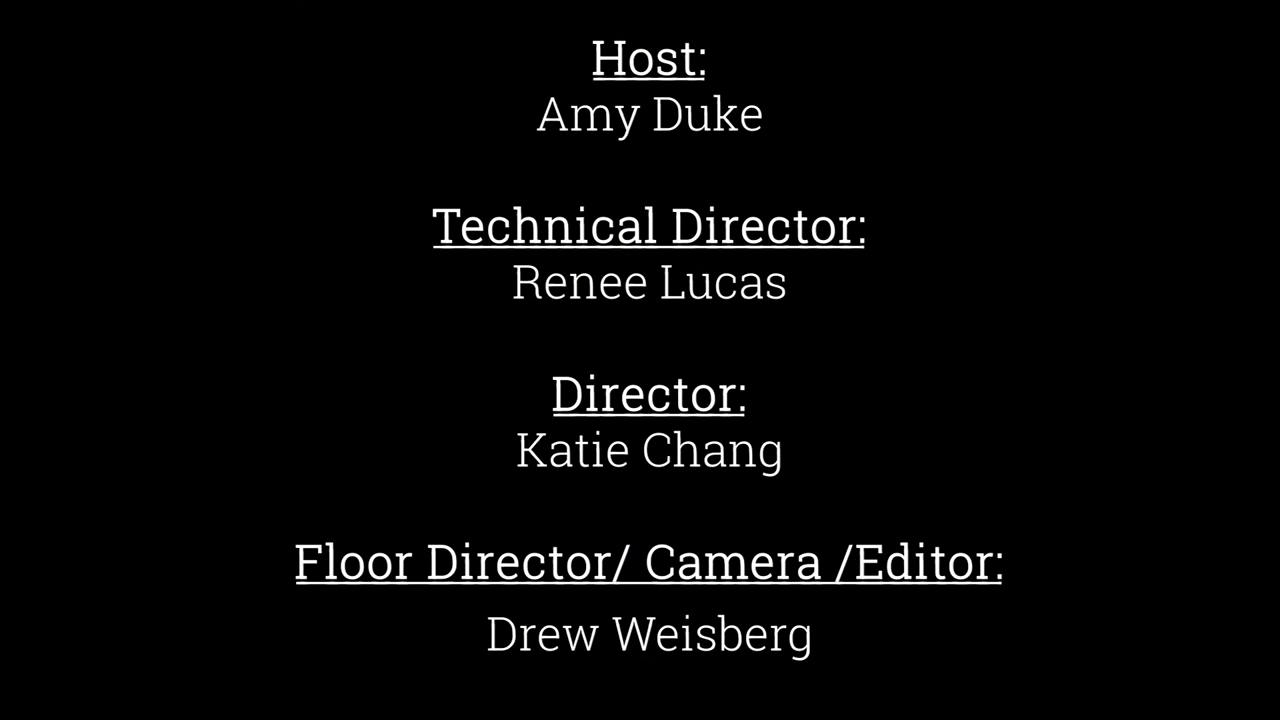 Host:
Amy Duke
Technical Director:
Renee Lucas
Director:
Katie Chang
Floor Director/ Camera /Editor:
Drew Weisberg